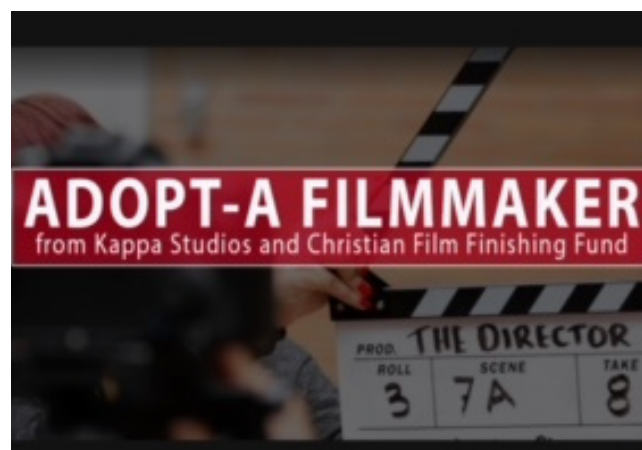 ADOPT-A FILMMAKER
from Kappa Studios and Christian Film Finishing Fund
PROD. THE DIRECTOR
ROLL SCENE TAKE
3 7A 8